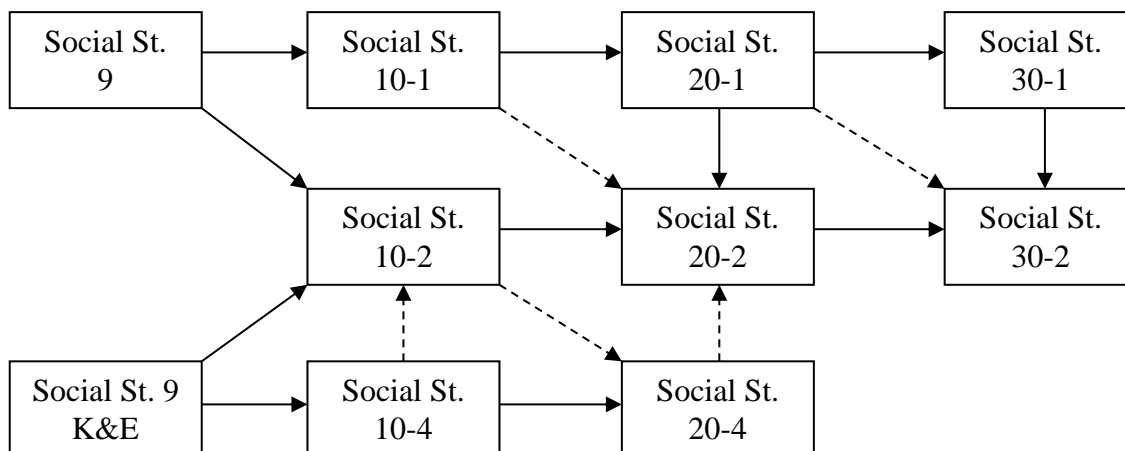 Social St.
9
Social St.
10-1
Social St.
20-1
Social St.
30-1
Social St.
10-2
Social St.
20-2
Social St.
30-2
Social St. 9
K&E
Social St.
10-4
Social St.
20-4